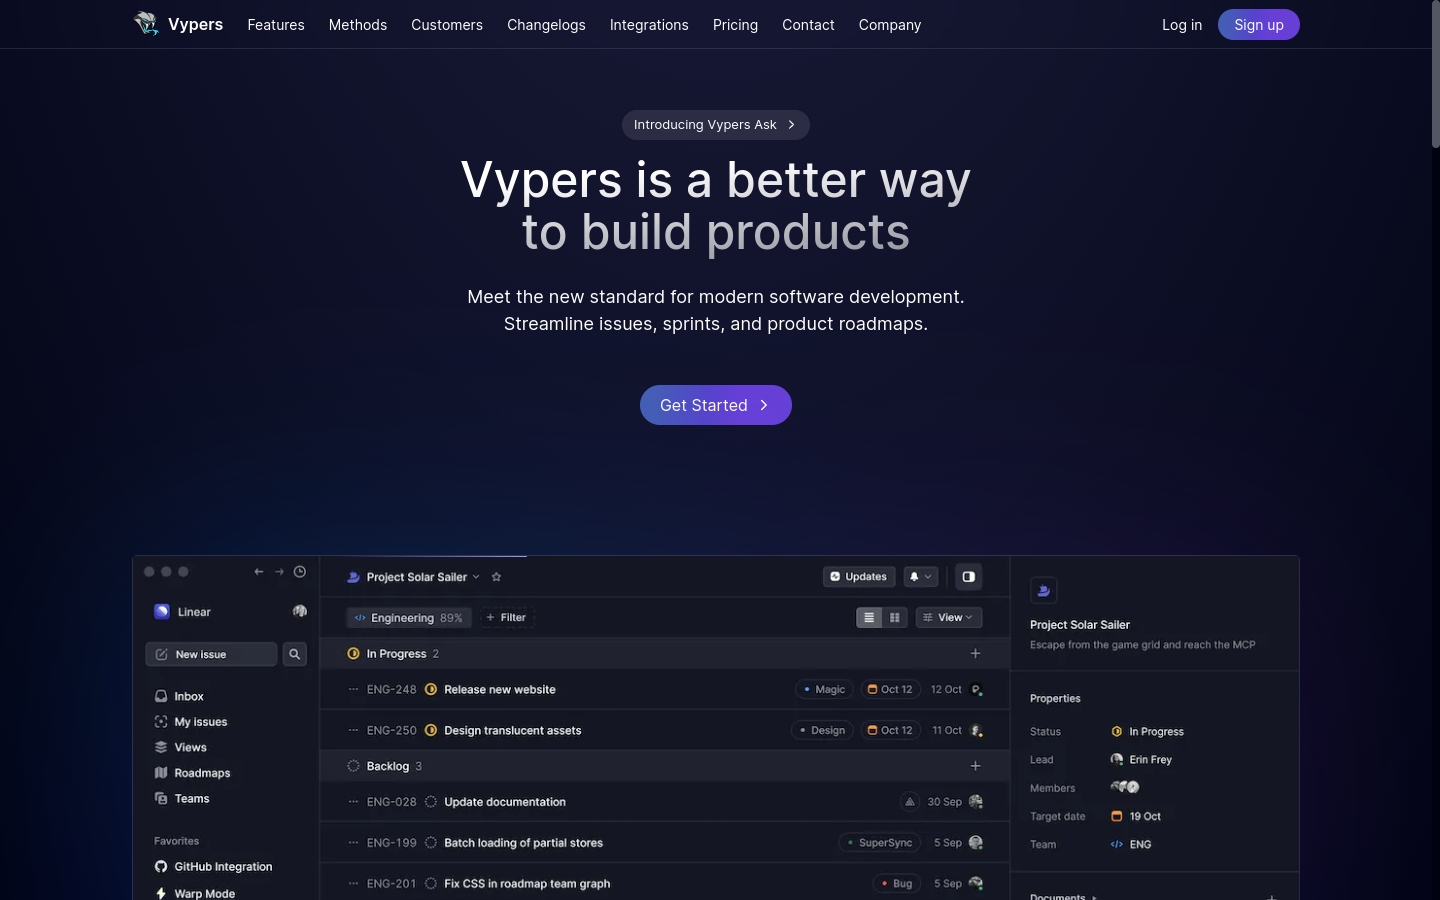 Vypers Features Methods Customers Changelogs Integrations Pricing Contact Company Log in Sign up
Introducing Vypers Ask
Vypers is a better way
to build products
Meet the new standard for modern software development.
Streamline issues, sprints, and product roadmaps.
Get Started
Linear
New issue
Inbox
My issues
Views
Roadmaps
Teams
Favorites
GitHub Integration
Warp Mode
Project Solar Sailer Updates
Engineering 89% Filter View
In Progress 2
ENG-248 Release new website Magic Oct 12 12 Oct
ENG-250 Design translucent assets Design Oct 12 11 Oct
Backlog 3
ENG-028 Update documentation 30 Sep
ENG-199 Batch loading of partial stores SuperSync 5 Sep
ENG-201 Fix CSS in roadmap team graph Bug 5 Sep
Project Solar Sailer
Escape from the game grid and reach the MCP
Properties
Status In Progress
Lead Erin Frey
Members
Target date 19 Oct
Team ENG
Documents